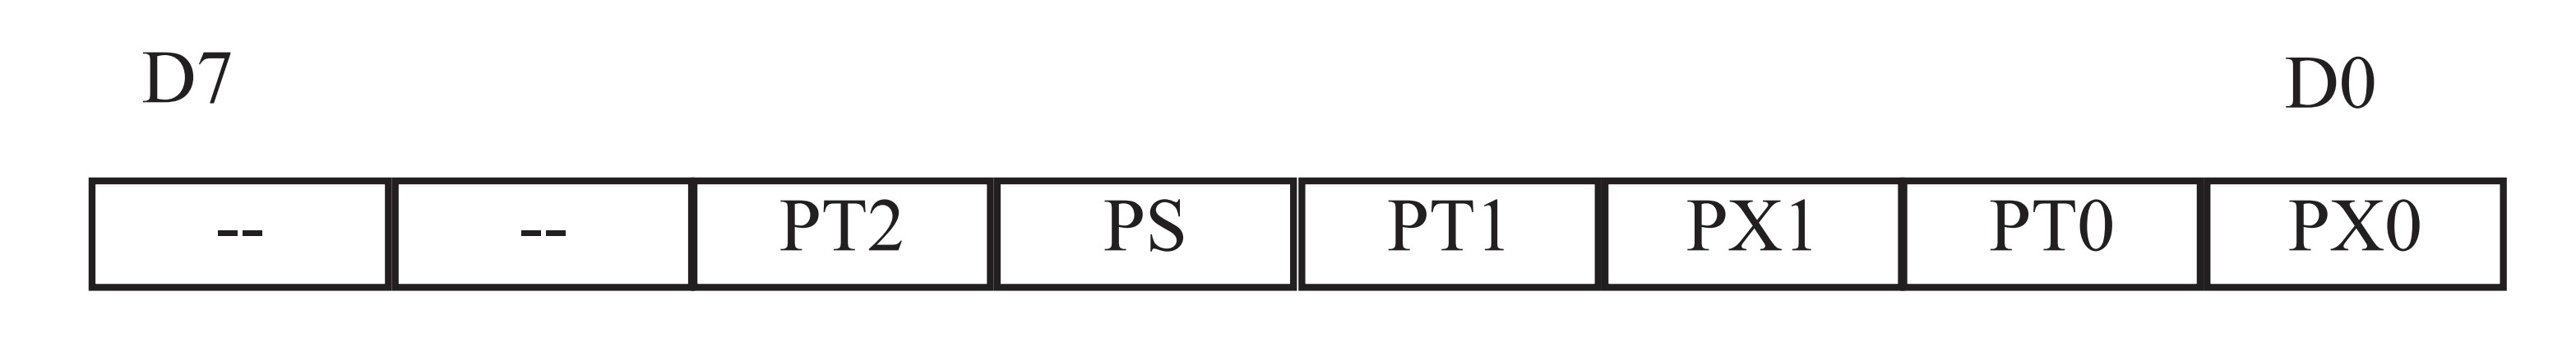 D7 D0
-- -- PT2 PS PT1 PX1 PT0 PX0